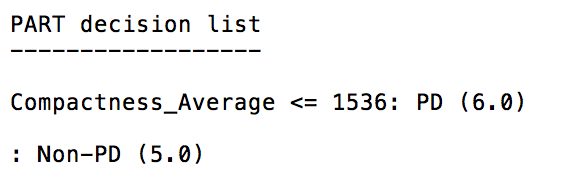 PART decision list
------------------
Compactness_Average <= 1536: PD (6.0)
: Non-PD (5.0)